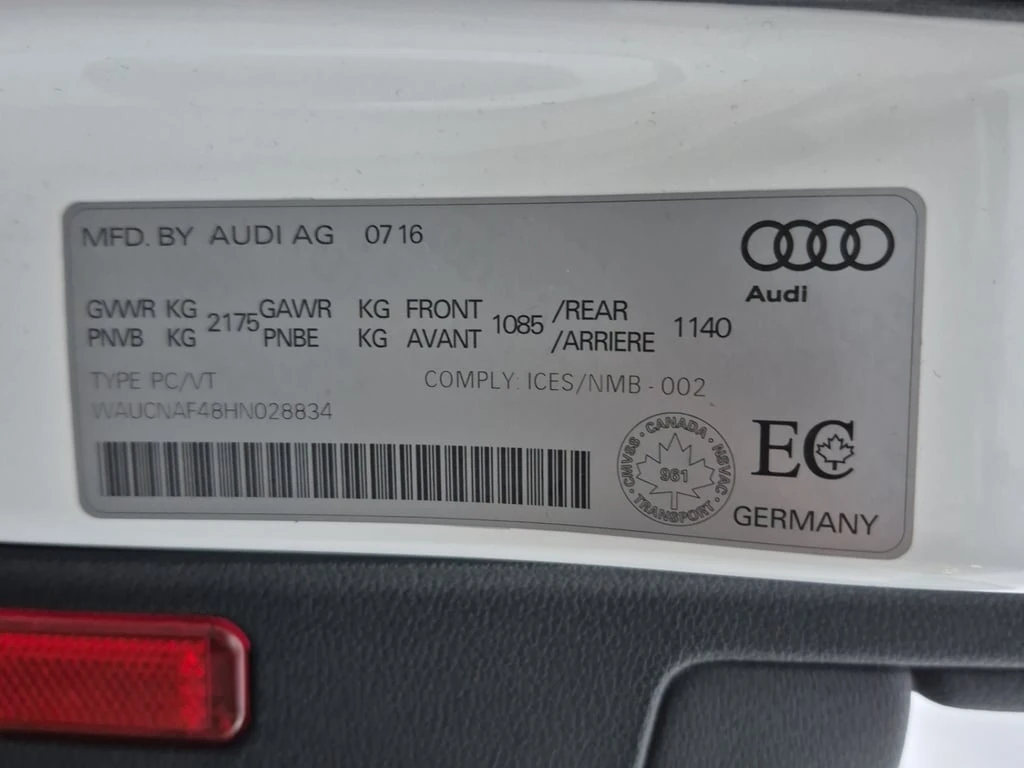 MFD. BY AUDI AG 07 16
Audi
GVWR KG 2175 GAWR KG FRONT 1085 /REAR 1140
PNVB KG PNBE KG AVANT /ARRIERE
TYPE PC/VT COMPLY: ICES/NMB - 002
WAUCNAF48HN028834
CMVSS · CANADA · NSVAC · TRANSPORT ·
961
EC
GERMANY